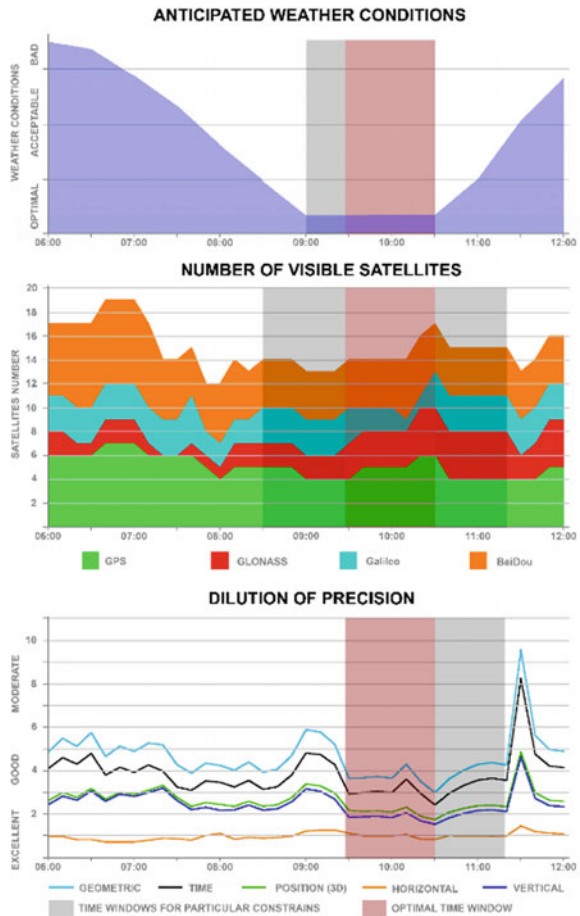 ANTICIPATED WEATHER CONDITIONS
WEATHER CONDITIONS
BAD
ACCEPTABLE
OPTIMAL
06:00 07:00 08:00 09:00 10:00 11:00 12:00
NUMBER OF VISIBLE SATELLITES
SATELLITES NUMBER
20
18
16
14
12
10
8
6
4
2
06:00 07:00 08:00 09:00 10:00 11:00 12:00
GPS GLONASS Galileo BeiDou
DILUTION OF PRECISION
MODERATE
GOOD
EXCELLENT
10
8
6
4
2
06:00 07:00 08:00 09:00 10:00 11:00 12:00
GEOMETRIC TIME POSITION (3D) HORIZONTAL VERTICAL
TIME WINDOWS FOR PARTICULAR CONSTRAINS OPTIMAL TIME WINDOW